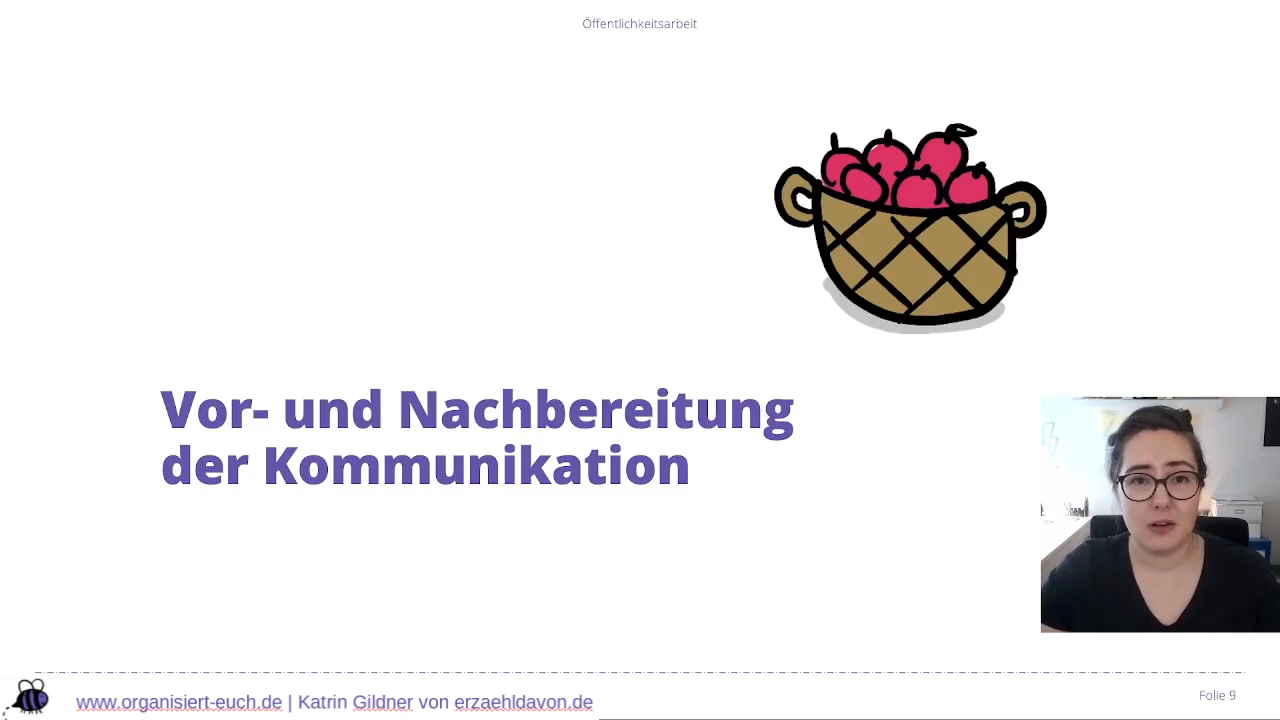 Öffentlichkeitsarbeit
Vor- und Nachbereitung
der Kommunikation
www.organisiert-euch.de | Katrin Gildner von erzaehldavon.de
Folie 9